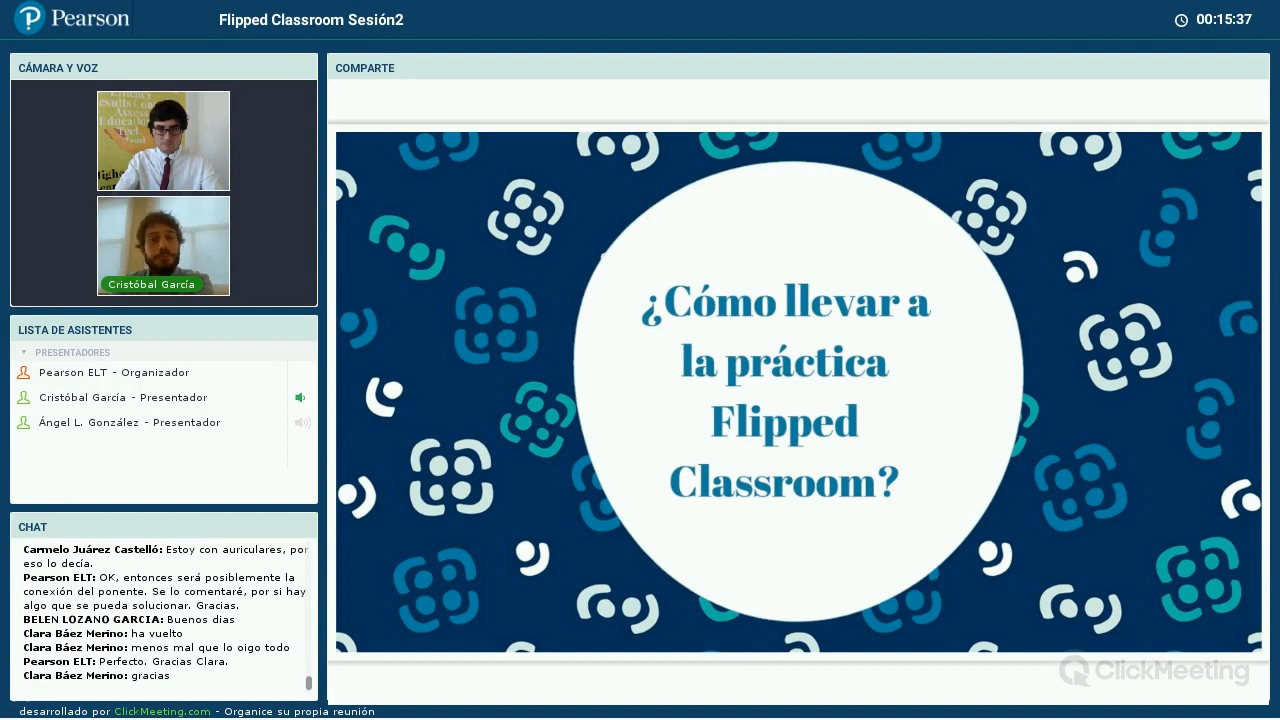 Pearson
Flipped Classroom Sesión2
00:15:37
CÁMARA Y VOZ
Cristóbal García
LISTA DE ASISTENTES
PRESENTADORES
Pearson ELT - Organizador
Cristóbal García - Presentador
Ángel L. González - Presentador
CHAT
Carmelo Juárez Castelló: Estoy con auriculares, por
eso lo decía.
Pearson ELT: OK, entonces será posiblemente la
conexión del ponente. Se lo comentaré, por si hay
algo que se pueda solucionar. Gracias.
BELEN LOZANO GARCIA: Buenos días
Clara Báez Merino: ha vuelto
Clara Báez Merino: menos mal que lo oigo todo
Pearson ELT: Perfecto. Gracias Clara.
Clara Báez Merino: gracias
COMPARTE
¿Cómo llevar a
la práctica
Flipped
Classroom?
ClickMeeting
desarrollado por ClickMeeting.com - Organice su propia reunión